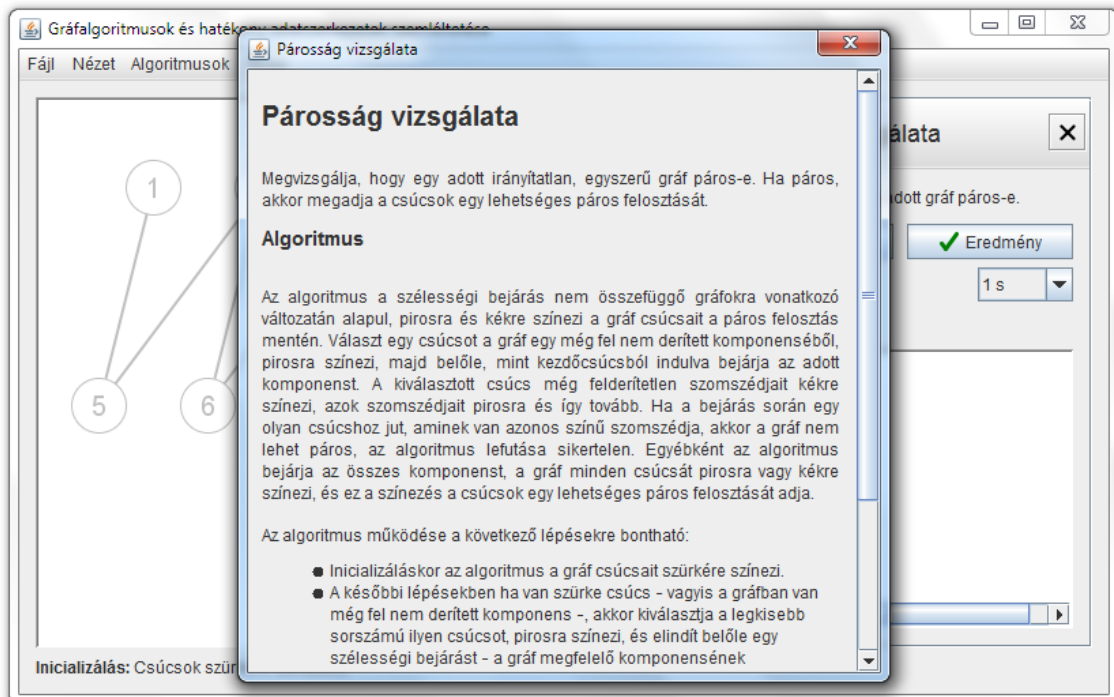 Gráfalgoritmusok és hatékony adatszerkezetek szemléltetése
Párosság vizsgálata
Fájl Nézet Algoritmusok
Párosság vizsgálata
álata
Megvizsgálja, hogy egy adott irányítatlan, egyszerű gráf páros-e. Ha páros,
akkor megadja a csúcsok egy lehetséges páros felosztását.
adott gráf páros-e.
Eredmény
1 s
1
5
6
Algoritmus
Az algoritmus a szélességi bejárás nem összefüggő gráfokra vonatkozó
változatán alapul, pirosra és kékre színezi a gráf csúcsait a páros felosztás
mentén. Választ egy csúcsot a gráf egy még fel nem derített komponenséből,
pirosra színezi, majd belőle, mint kezdőcsúcsból indulva bejárja az adott
komponenst. A kiválasztott csúcs még felderítetlen szomszédjait kékre
színezi, azok szomszédjait pirosra és így tovább. Ha a bejárás során egy
olyan csúcshoz jut, aminek van azonos színű szomszédja, akkor a gráf nem
lehet páros, az algoritmus lefutása sikertelen. Egyébként az algoritmus
bejárja az összes komponenst, a gráf minden csúcsát pirosra vagy kékre
színezi, és ez a színezés a csúcsok egy lehetséges páros felosztását adja.
Az algoritmus működése a következő lépésekre bontható:
● Inicializáláskor az algoritmus a gráf csúcsait szürkére színezi.
● A későbbi lépésekben ha van szürke csúcs - vagyis a gráfban van
még fel nem derített komponens -, akkor kiválasztja a legkisebb
sorszámú ilyen csúcsot, pirosra színezi, és elindít belőle egy
szélességi bejárást - a gráf megfelelő komponensének
Inicializálás: Csúcsok szür